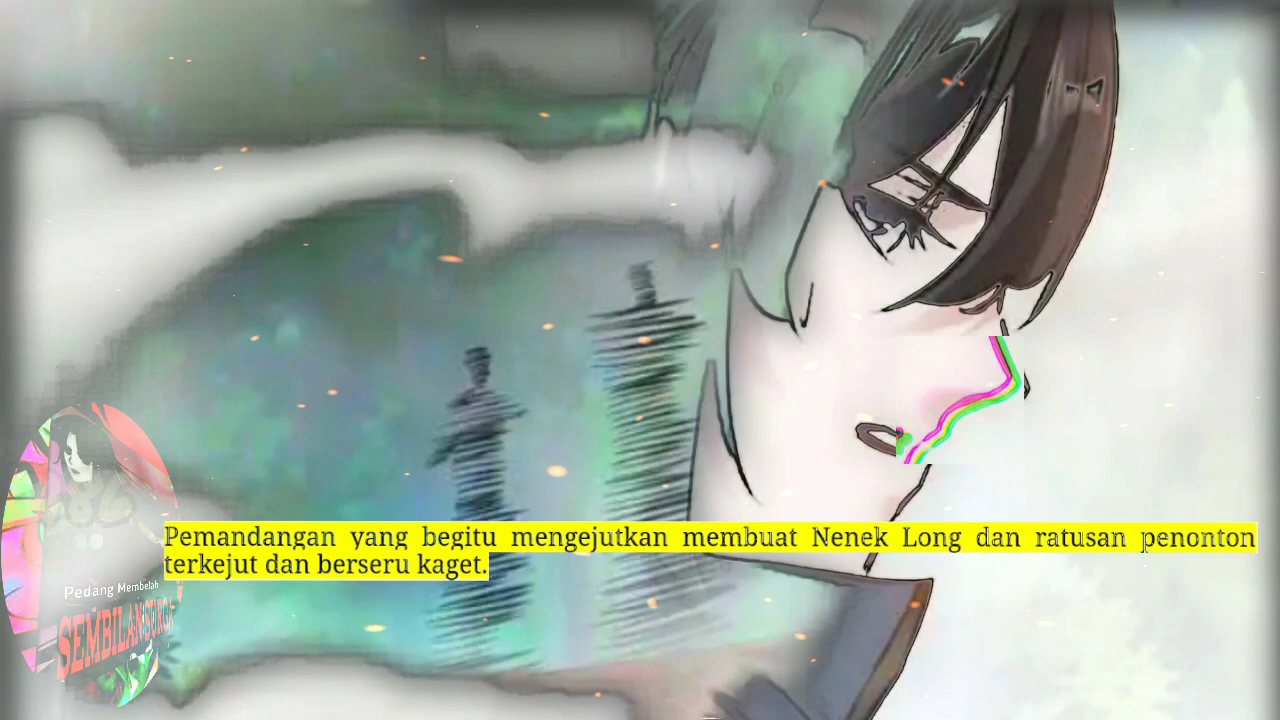 Pemandangan yang begitu mengejutkan membuat Nenek Long dan ratusan penonton
terkejut dan berseru kaget.
Pedang Membelah
SEMBILAN SURGA